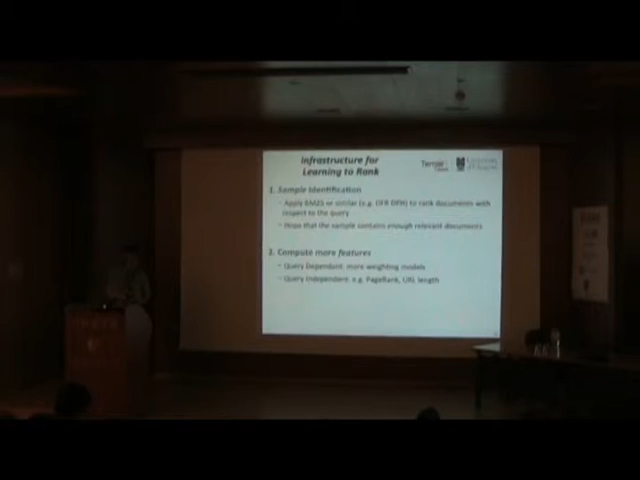 Infrastructure for
Learning to Rank
Terrier
1. Sample Identification
- Apply BM25 or similar (e.g. DFR DPH) to rank documents with
respect to the query
- Hope that the sample contains enough relevant documents
2. Compute more features
- Query Dependent: more weighting models
- Query Independent: e.g. PageRank, URL length